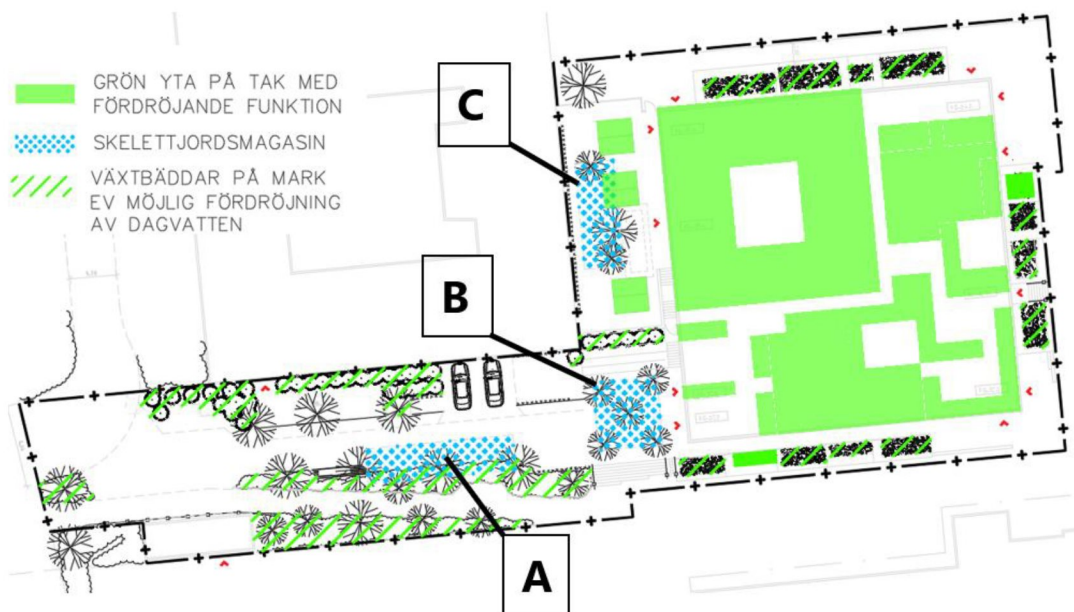 GRÖN YTA PÅ TAK MED
FÖRDRÖJANDE FUNKTION
SKELETTJORDSMAGASIN
VÄXTBÄDDAR PÅ MARK
EV MÖJLIG FÖRDRÖJNING
AV DAGVATTEN
C
B
A